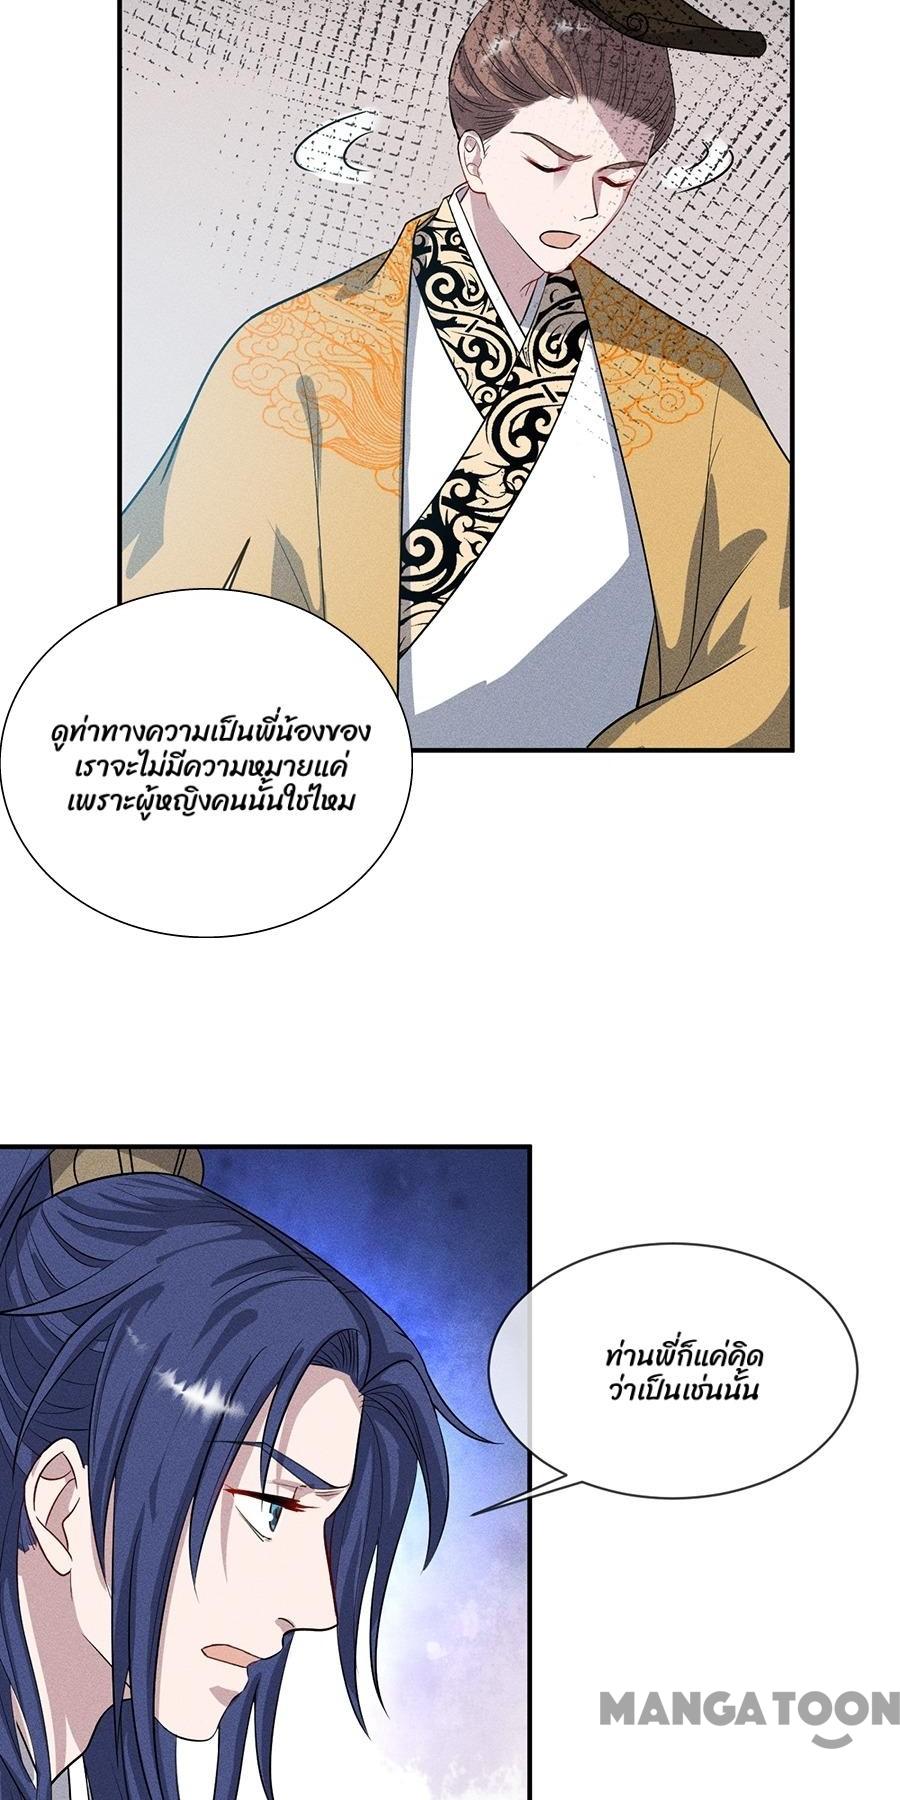 ดูท่าทางความเป็นพี่น้องของ
เราจะไม่มีความหมายแค่
เพราะผู้หญิงคนนั้นใช่ไหม
ท่านพี่ก็แค่คิด
ว่าเป็นเช่นนั้น
MANGATOON